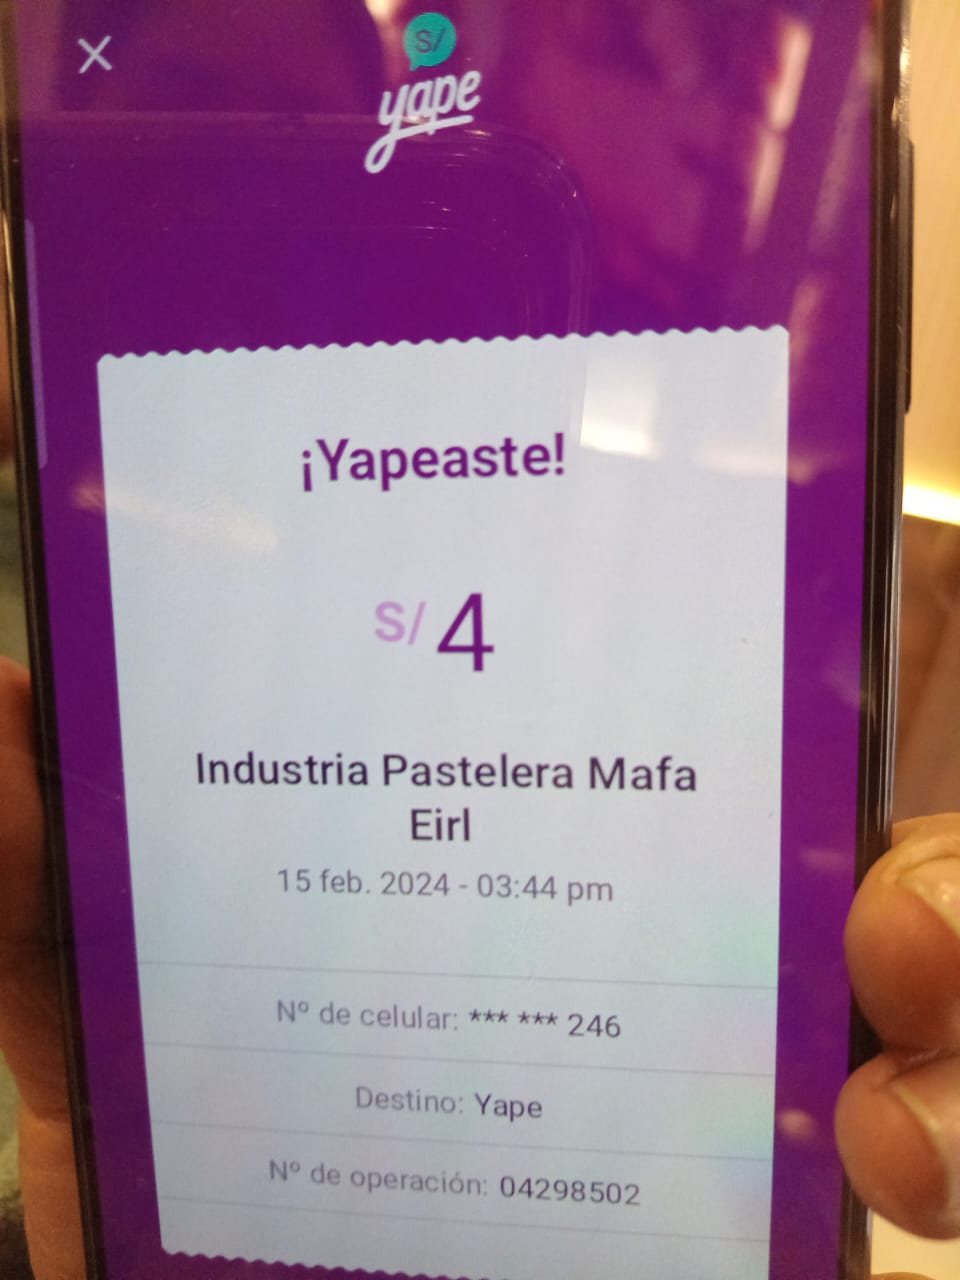 S/
yape
¡Yapeaste!
S/ 4
Industria Pastelera Mafa
Eirl
15 feb. 2024 - 03:44 pm
Nº de celular: *** *** 246
Destino: Yape
Nº de operación: 04298502